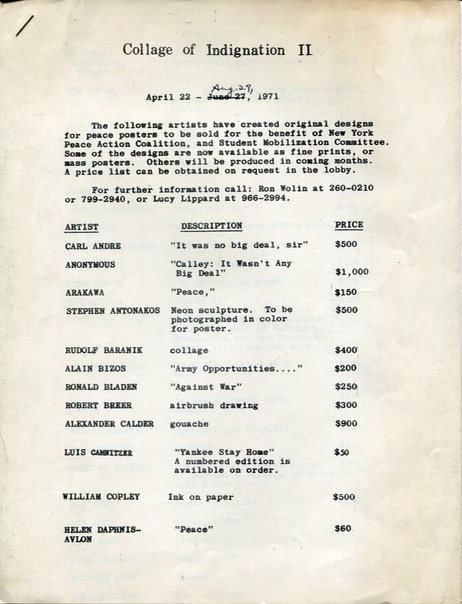 Collage of Indignation II
Aug. 29,
April 22 - June 27, 1971
The following artists have created original designs
for peace posters to be sold for the benefit of New York
Peace Action Coalition, and Student Mobilization Committee.
Some of the designs are now available as fine prints, or
mass posters. Others will be produced in coming months.
A price list can be obtained on request in the lobby.
For further information call: Ron Wolin at 260-0210
or 799-2940, or Lucy Lippard at 966-2994.
ARTIST DESCRIPTION PRICE
CARL ANDRE "It was no big deal, sir" $500
ANONYMOUS "Calley: It Wasn't Any
Big Deal" $1,000
ARAKAWA "Peace," $150
STEPHEN ANTONAKOS Neon sculpture. To be $500
photographed in color
for poster.
RUDOLF BARANIK collage $400
ALAIN BIZOS "Army Opportunities...." $200
RONALD BLADEN "Against War" $250
ROBERT BREER airbrush drawing $300
ALEXANDER CALDER gouache $900
LUIS CAMNITZER "Yankee Stay Home" $50
A numbered edition is
available on order.
WILLIAM COPLEY Ink on paper $500
HELEN DAPHNIS- "Peace" $60
AVLON